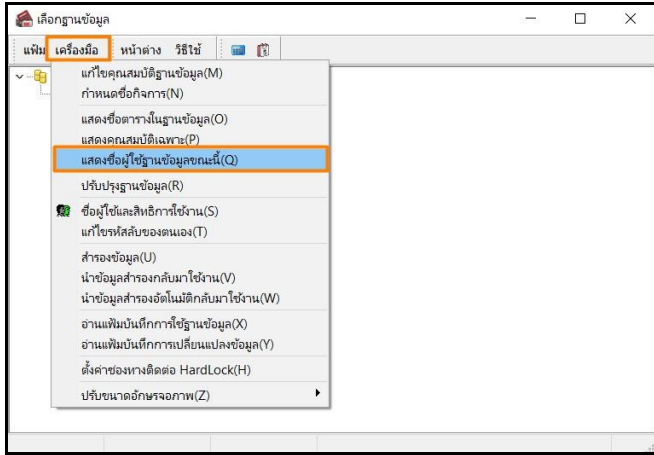 เลือกฐานข้อมูล
แฟ้ม เครื่องมือ หน้าต่าง วิธีใช้
แก้ไขคุณสมบัติฐานข้อมูล(M)
กำหนดชื่อกิจการ(N)
แสดงชื่อตารางในฐานข้อมูล(O)
แสดงคุณสมบัติเฉพาะ(P)
แสดงชื่อผู้ใช้ฐานข้อมูลขณะนี้(Q)
ปรับปรุงฐานข้อมูล(R)
ชื่อผู้ใช้และสิทธิการใช้งาน(S)
แก้ไขรหัสลับของตนเอง(T)
สำรองข้อมูล(U)
นำข้อมูลสำรองกลับมาใช้งาน(V)
นำข้อมูลสำรองอัตโนมัติกลับมาใช้งาน(W)
อ่านแฟ้มบันทึกการใช้ฐานข้อมูล(X)
อ่านแฟ้มบันทึกการเปลี่ยนแปลงข้อมูล(Y)
ตั้งค่าช่องทางติดต่อ HardLock(H)
ปรับขนาดอักษรจอภาพ(Z)